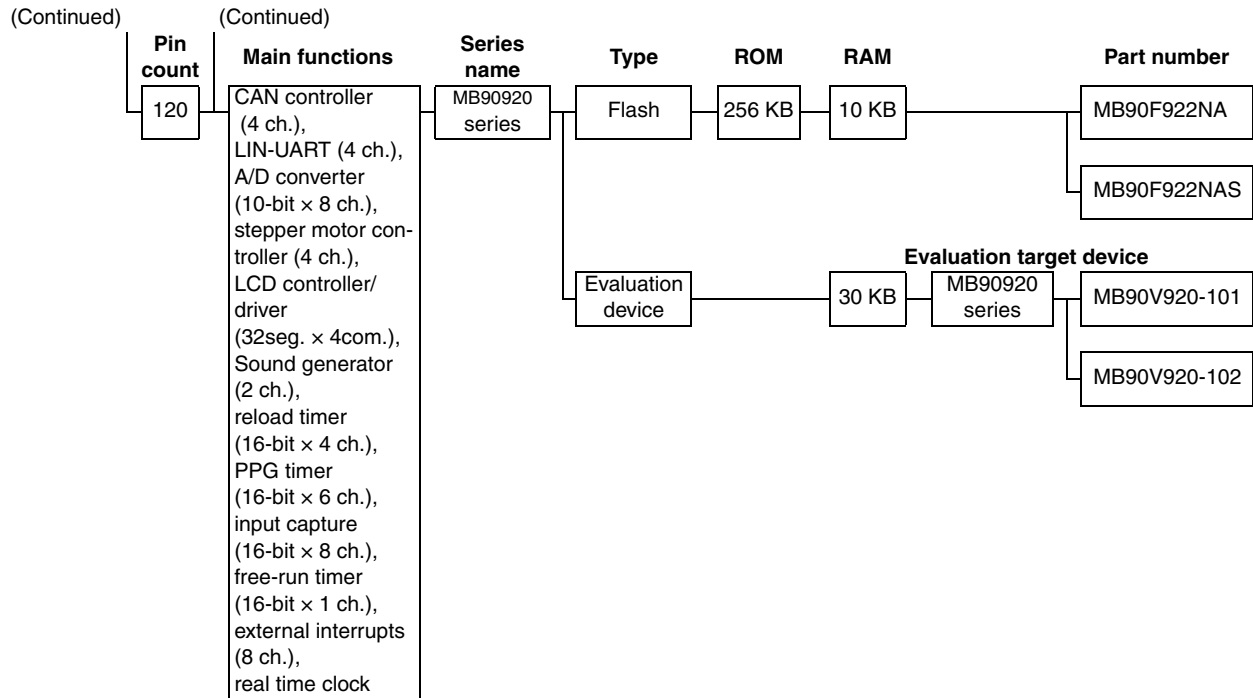 (Continued)
(Continued)
Pin
count
Main functions
Series
name
Type
ROM
RAM
Part number
120
CAN controller
(4 ch.),
LIN-UART (4 ch.),
A/D converter
(10-bit × 8 ch.),
stepper motor con-
troller (4 ch.),
LCD controller/
driver
(32seg. × 4com.),
Sound generator
(2 ch.),
reload timer
(16-bit × 4 ch.),
PPG timer
(16-bit × 6 ch.),
input capture
(16-bit × 8 ch.),
free-run timer
(16-bit × 1 ch.),
external interrupts
(8 ch.),
real time clock
MB90920
series
Flash
256 KB
10 KB
MB90F922NA
MB90F922NAS
Evaluation target device
Evaluation
device
30 KB
MB90920
series
MB90V920-101
MB90V920-102